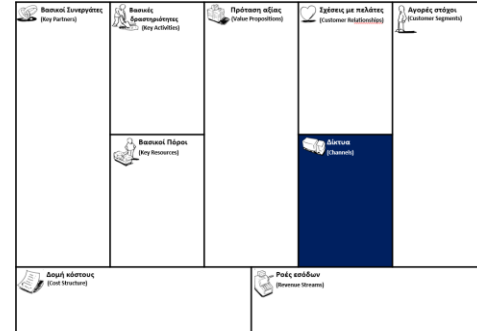 Βασικοί Συνεργάτες
(Key Partners)
Βασικές
δραστηριότητες
(Key Activities)
Πρόταση αξίας
(Value Propositions)
Σχέσεις με πελάτες
(Customer Relationships)
Αγορές στόχοι
(Customer Segments)
Βασικοί Πόροι
(Key Resources)
Δίκτυα
(Channels)
Δομή κόστους
(Cost Structure)
Ροές εσόδων
(Revenue Streams)